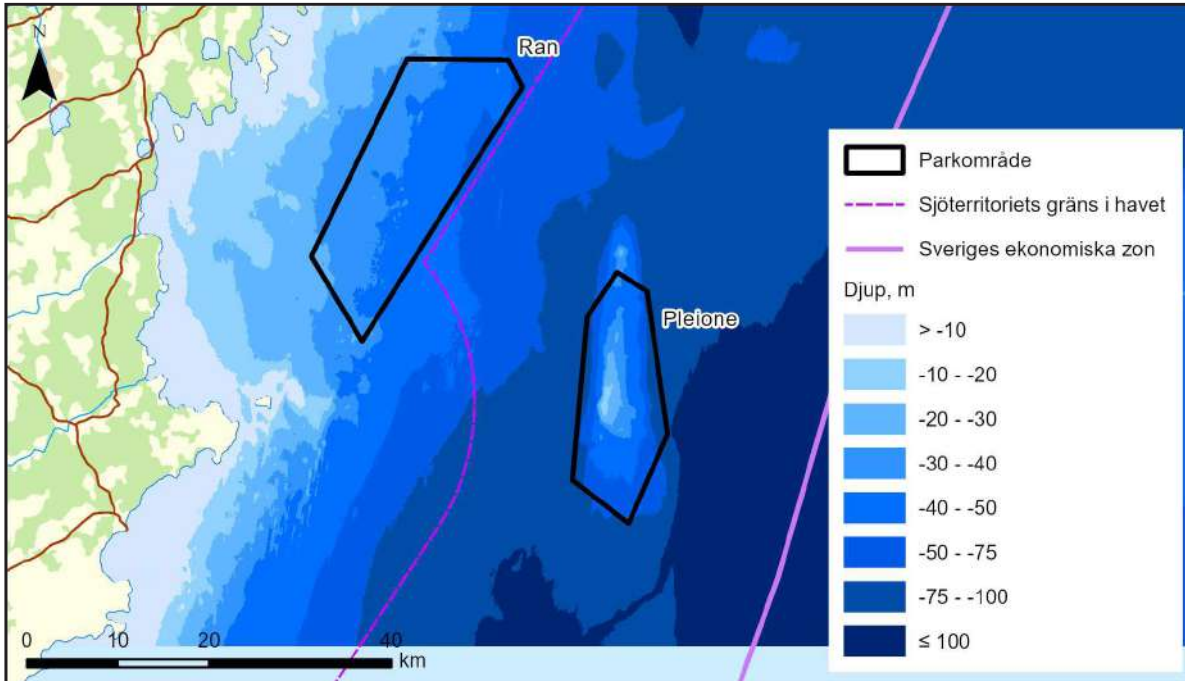 N
Ran
Pleione
Parkområde
Sjöterritoriets gräns i havet
Sveriges ekonomiska zon
Djup, m
> -10
-10 - -20
-20 - -30
-30 - -40
-40 - -50
-50 - -75
-75 - -100
≤ 100
0 10 20 40
km